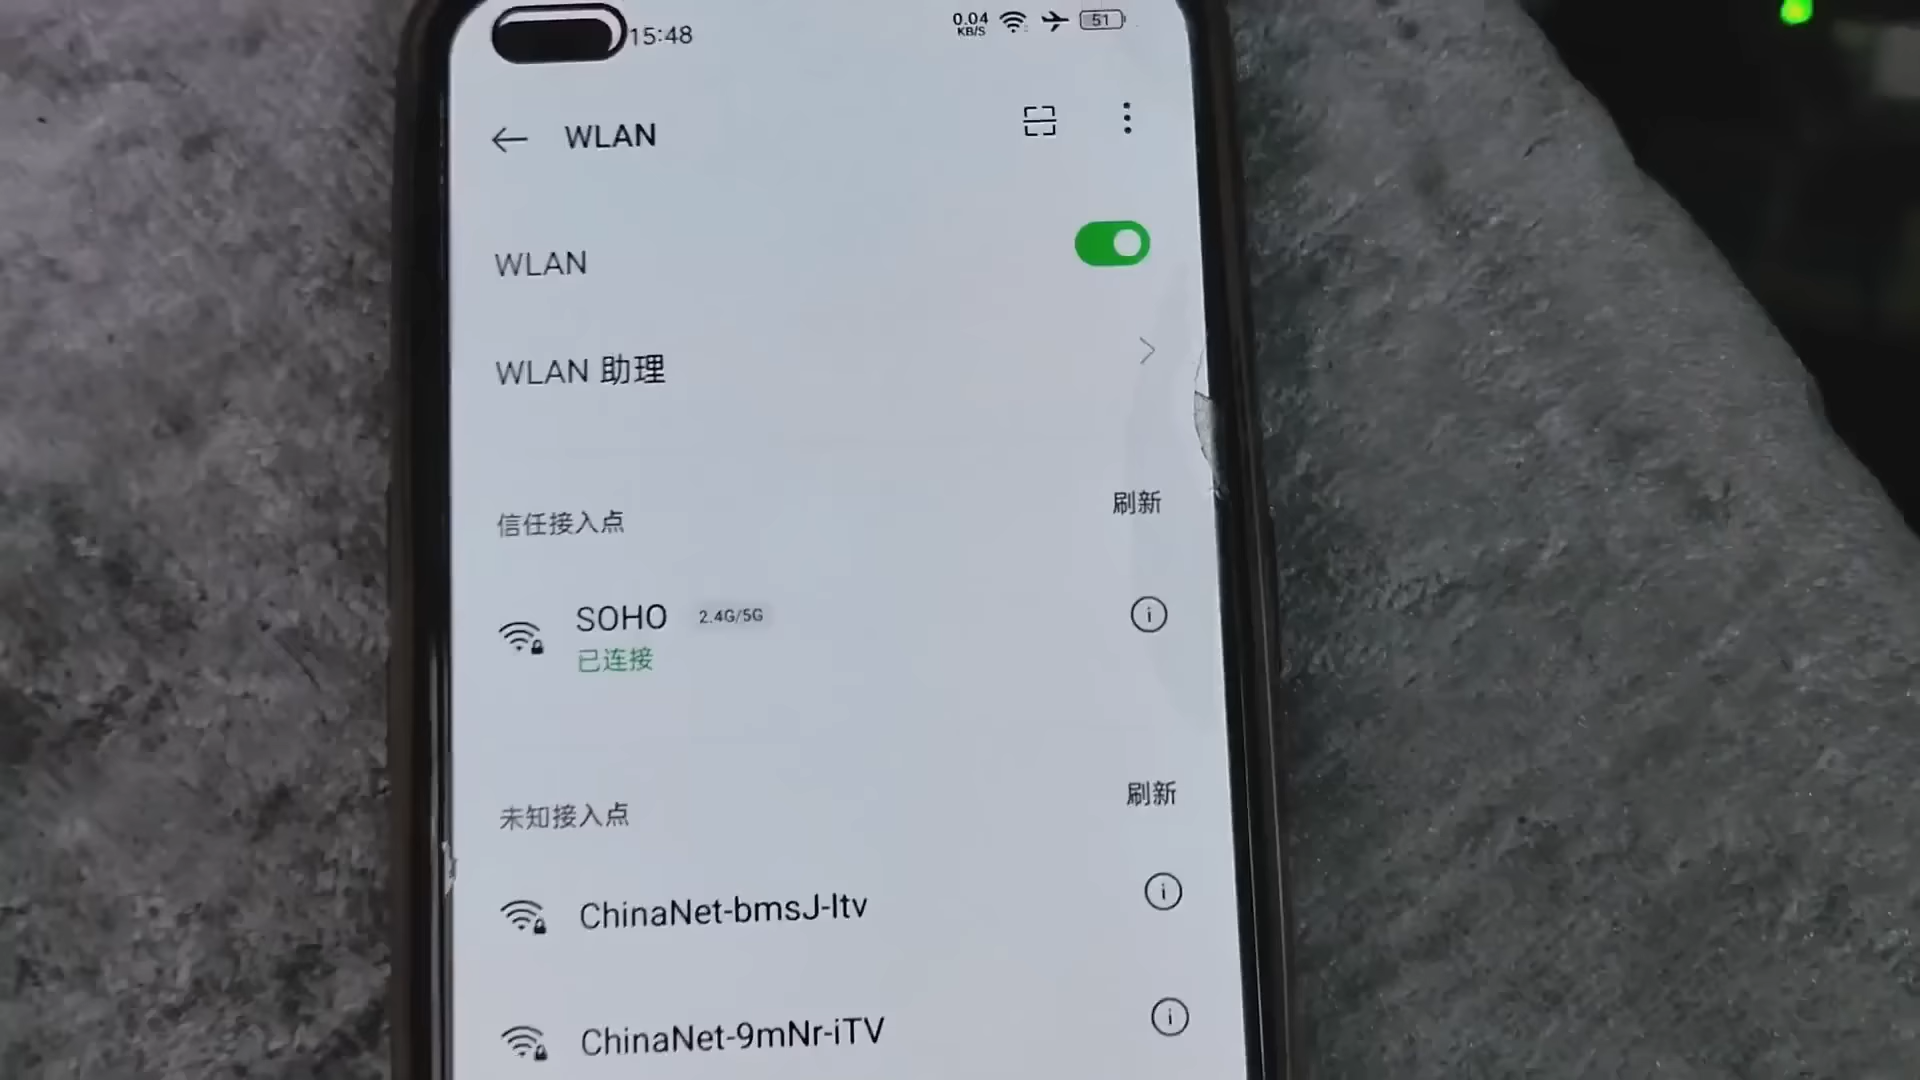 15:48
0.04
KB/S
51
WLAN
WLAN
WLAN 助理
信任接入点
刷新
SOHO 2.4G/5G
已连接
未知接入点
刷新
ChinaNet-bmsJ-Itv
ChinaNet-9mNr-iTV